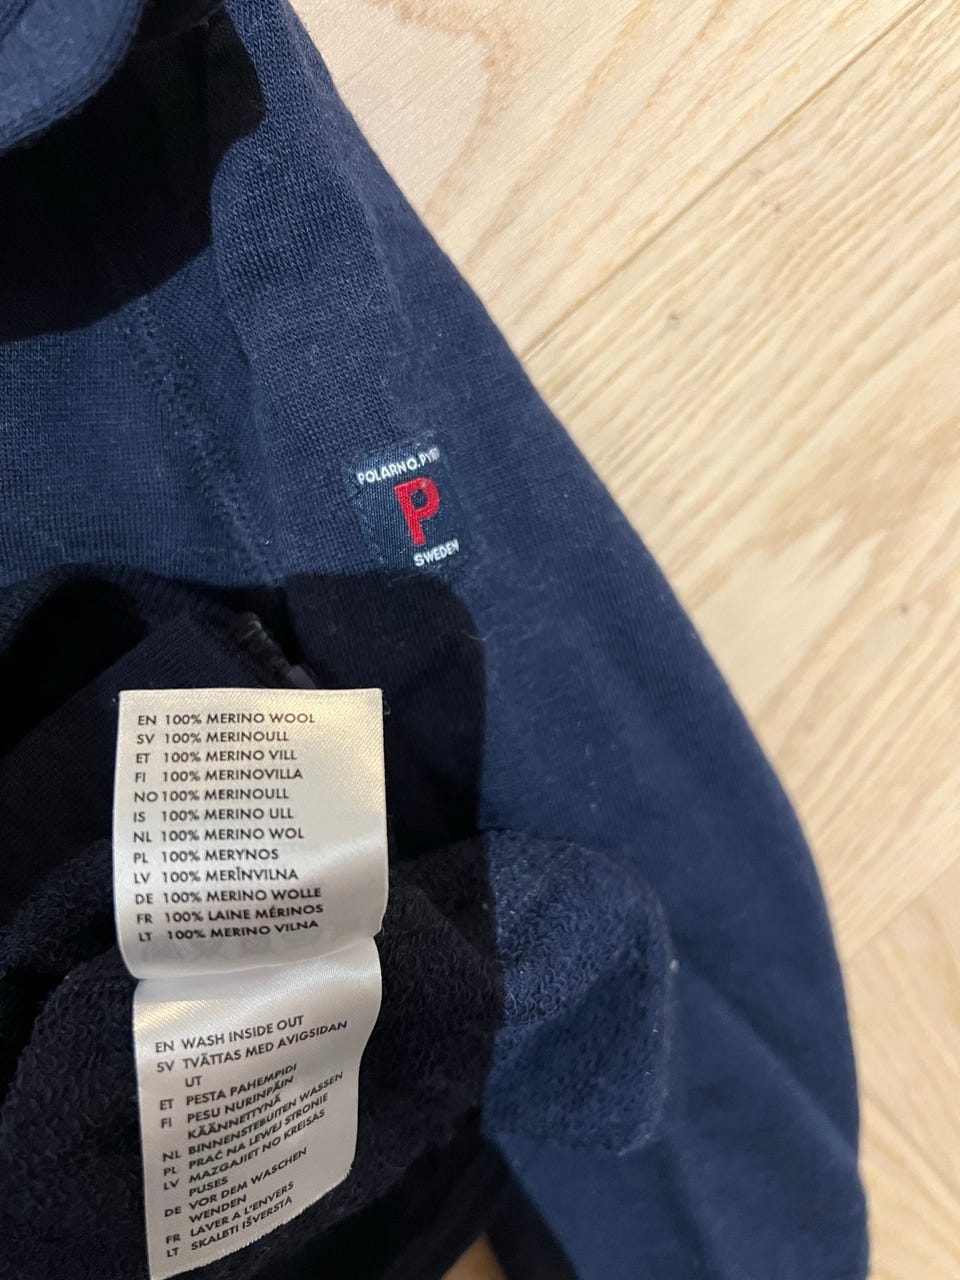 POLARN O. PYRET
P
SWEDEN
EN 100% MERINO WOOL
SV 100% MERINOULL
ET 100% MERINO VILL
FI 100% MERINOVILLA
NO 100% MERINOULL
IS 100% MERINO ULL
NL 100% MERINO WOL
PL 100% MERYNOS
LV 100% MERĪNVILNA
DE 100% MERINO WOLLE
FR 100% LAINE MÉRINOS
LT 100% MERINO VILNA
EN WASH INSIDE OUT
SV TVÄTTAS MED AVIGSIDAN
UT
ET PESTA PAHEMPIDI
FI PESU NURINPÄIN
KÄÄNNETTYNÄ
NL BINNENSTEBUITEN WASSEN
PL PRAĆ NA LEWEJ STRONIE
LV MAZGAJIET NO KREISAS
PUSES
DE VOR DEM WASCHEN
WENDEN
FR LAVER A L'ENVERS
LT SKALBTI IŠVERSTĄ